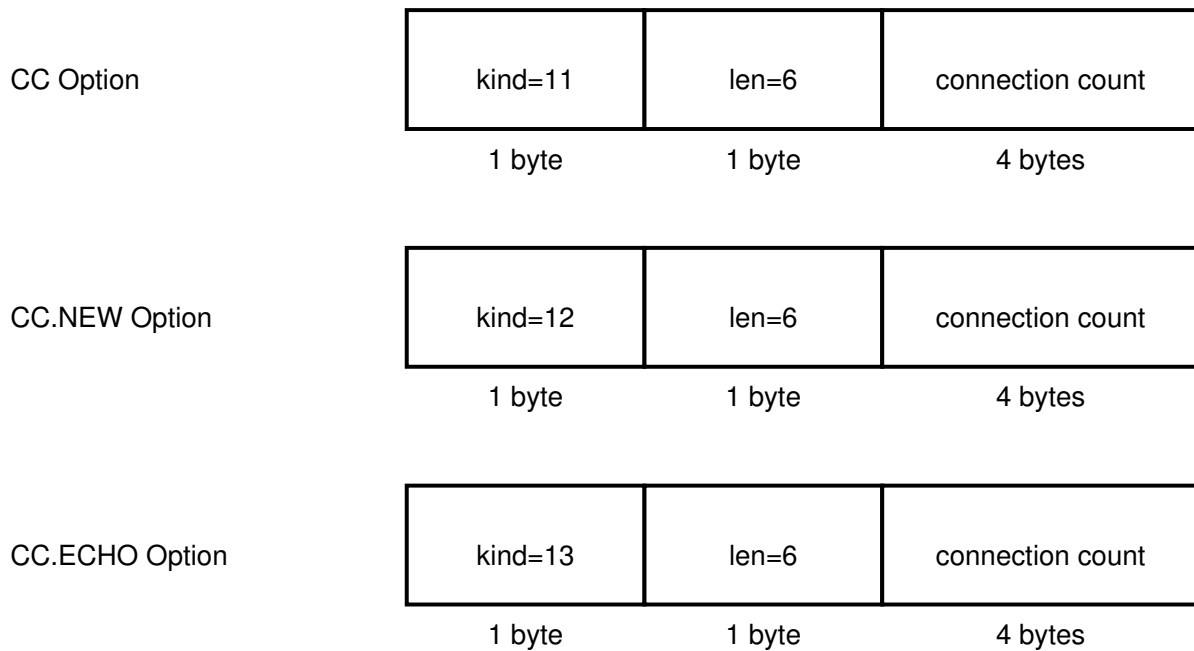 CC Option kind=11 len=6 connection count
1 byte 1 byte 4 bytes
CC.NEW Option kind=12 len=6 connection count
1 byte 1 byte 4 bytes
CC.ECHO Option kind=13 len=6 connection count
1 byte 1 byte 4 bytes